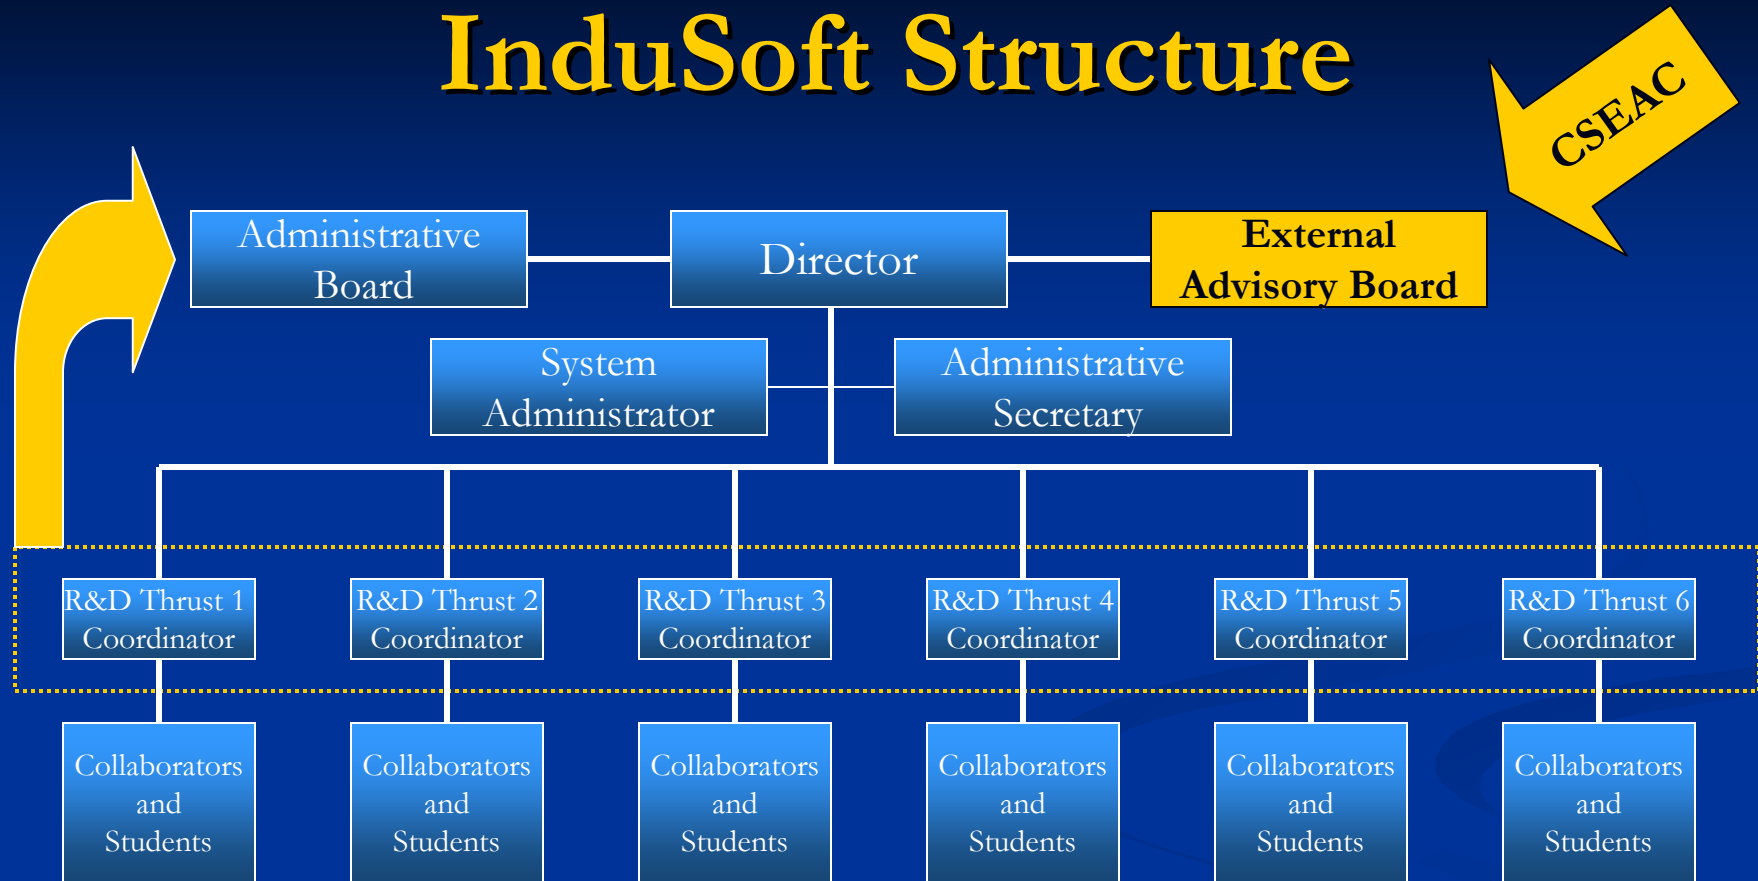 InduSoft Structure
CSEAC
Administrative
Board
Director
External
Advisory Board
System
Administrator
Administrative
Secretary
R&D Thrust 1
Coordinator
R&D Thrust 2
Coordinator
R&D Thrust 3
Coordinator
R&D Thrust 4
Coordinator
R&D Thrust 5
Coordinator
R&D Thrust 6
Coordinator
Collaborators
and
Students
Collaborators
and
Students
Collaborators
and
Students
Collaborators
and
Students
Collaborators
and
Students
Collaborators
and
Students